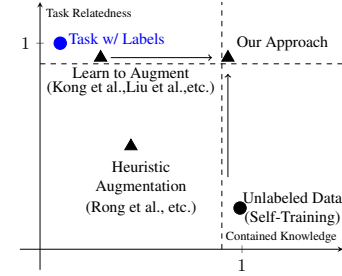 Task Relatedness
1
Task w/ Labels
Our Approach
Learn to Augment
(Kong et al.,Liu et al.,etc.)
Heuristic
Augmentation
(Rong et al., etc.)
Unlabeled Data
(Self-Training)
Contained Knowledge
1